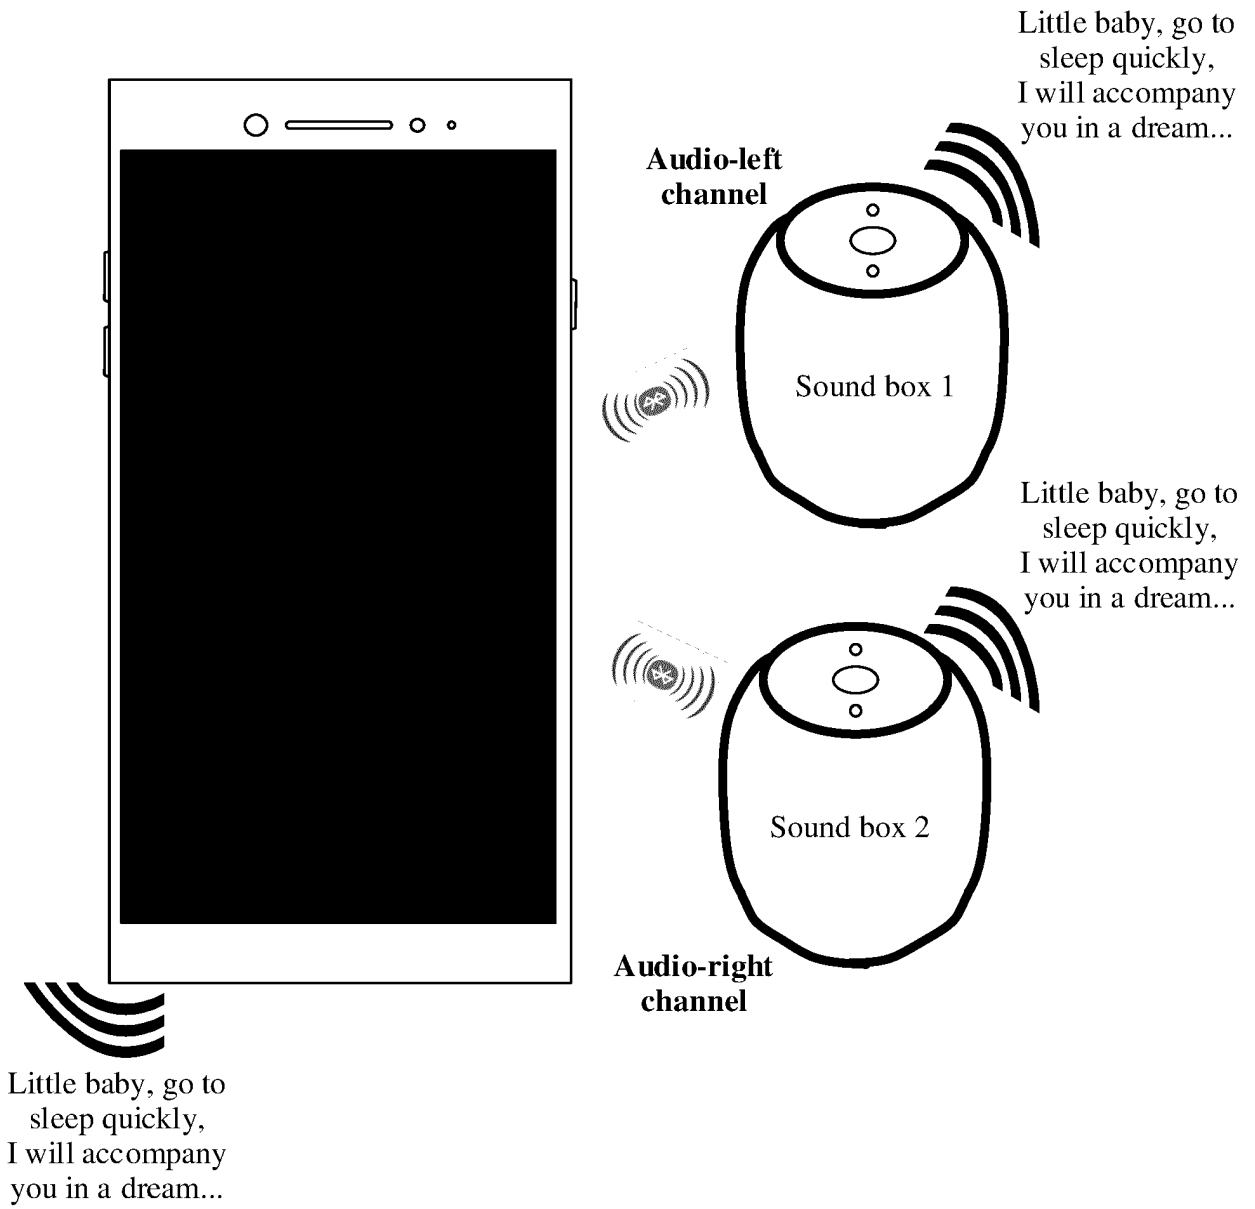 Little baby, go to
sleep quickly,
I will accompany
you in a dream...
Audio-left
channel
Sound box 1
Little baby, go to
sleep quickly,
I will accompany
you in a dream...
Sound box 2
Audio-right
channel
Little baby, go to
sleep quickly,
I will accompany
you in a dream...